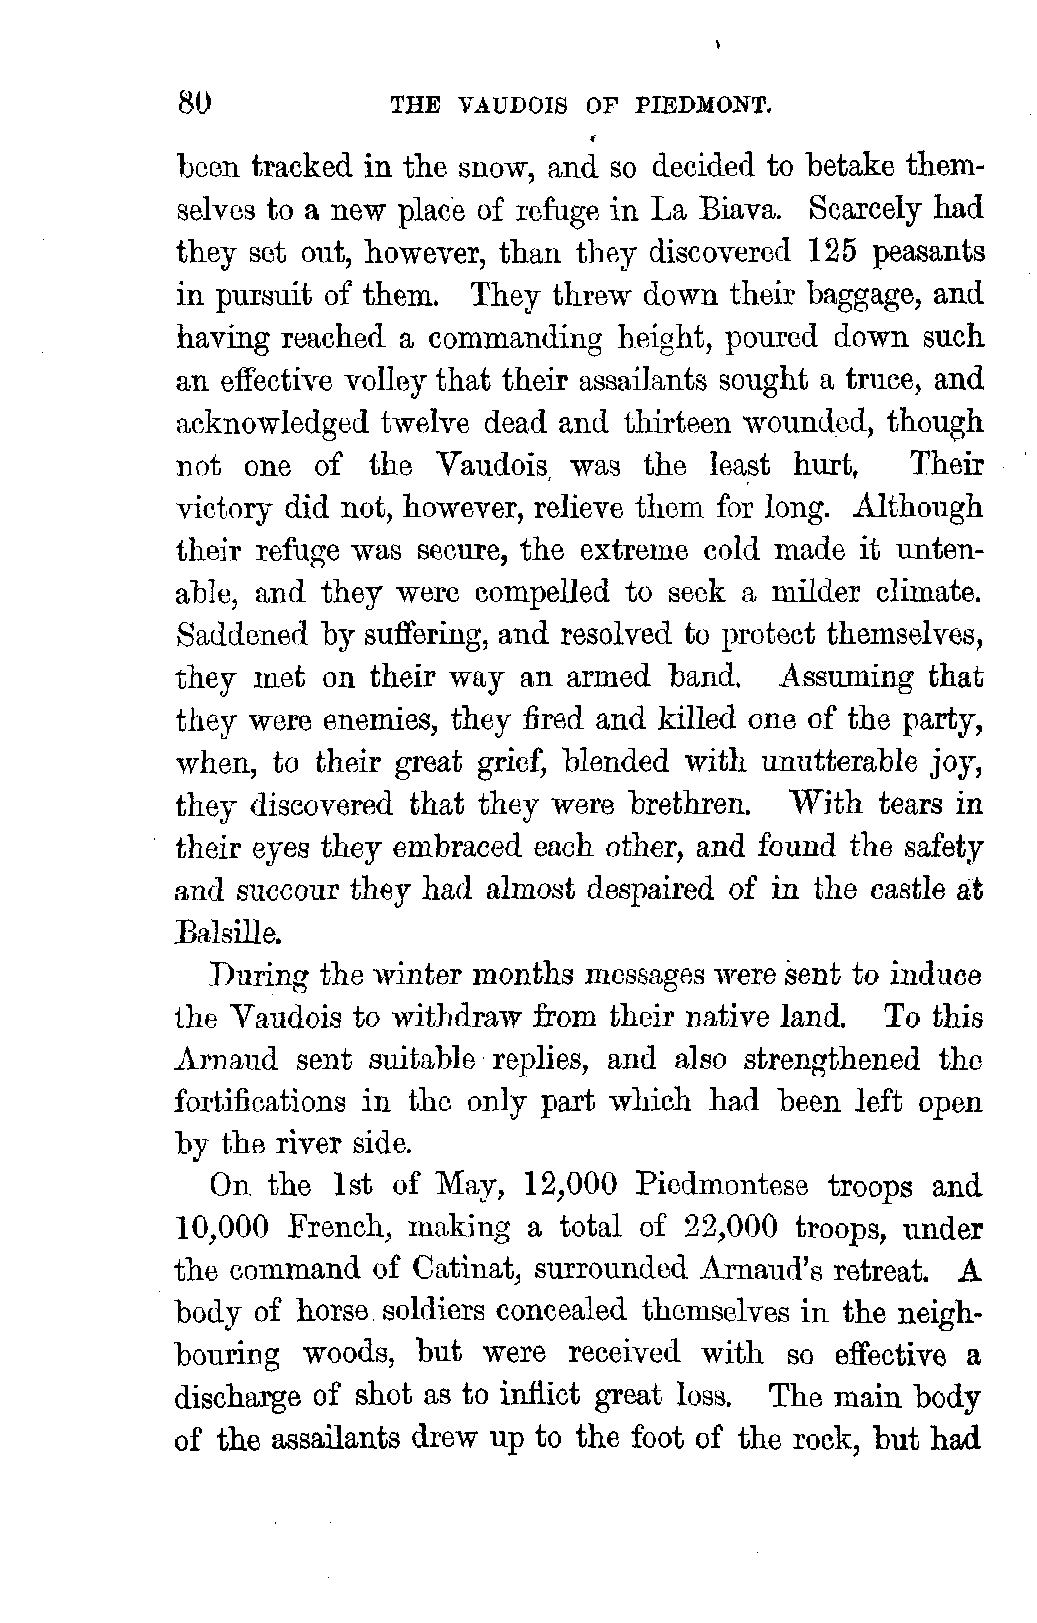 80 THE VAUDOIS OF PIEDMONT.
been tracked in the snow, and so decided to betake them-
selves to a new place of refuge in La Biava. Scarcely had
they set out, however, than they discovered 125 peasants
in pursuit of them. They threw down their baggage, and
having reached a commanding height, poured down such
an effective volley that their assailants sought a truce, and
acknowledged twelve dead and thirteen wounded, though
not one of the Vaudois was the least hurt. Their
victory did not, however, relieve them for long. Although
their refuge was secure, the extreme cold made it unten-
able, and they were compelled to seek a milder climate.
Saddened by suffering, and resolved to protect themselves,
they met on their way an armed band. Assuming that
they were enemies, they fired and killed one of the party,
when, to their great grief, blended with unutterable joy,
they discovered that they were brethren. With tears in
their eyes they embraced each other, and found the safety
and succour they had almost despaired of in the castle at
Balsille.
During the winter months messages were sent to induce
the Vaudois to withdraw from their native land. To this
Arnaud sent suitable replies, and also strengthened the
fortifications in the only part which had been left open
by the river side.
On the 1st of May, 12,000 Piedmontese troops and
10,000 French, making a total of 22,000 troops, under
the command of Catinat, surrounded Arnaud's retreat. A
body of horse soldiers concealed themselves in the neigh-
bouring woods, but were received with so effective a
discharge of shot as to inflict great loss. The main body
of the assailants drew up to the foot of the rock, but had